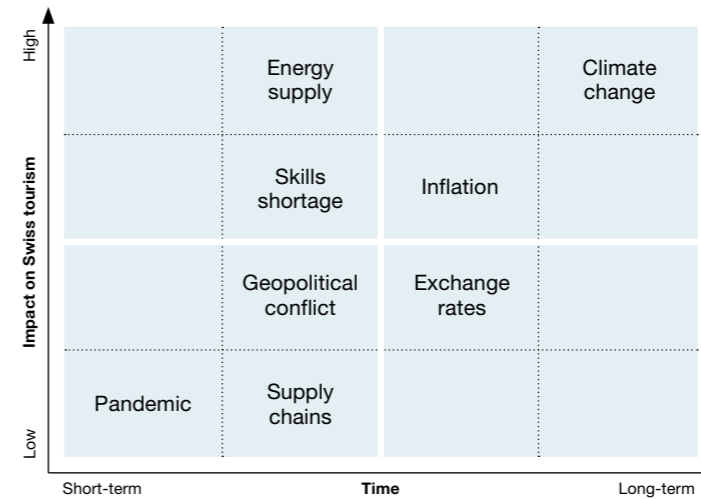 High
Energy
supply
Climate
change
Skills
shortage
Inflation
Impact on Swiss tourism
Geopolitical
conflict
Exchange
rates
Pandemic
Supply
chains
Low
Short-term
Time
Long-term